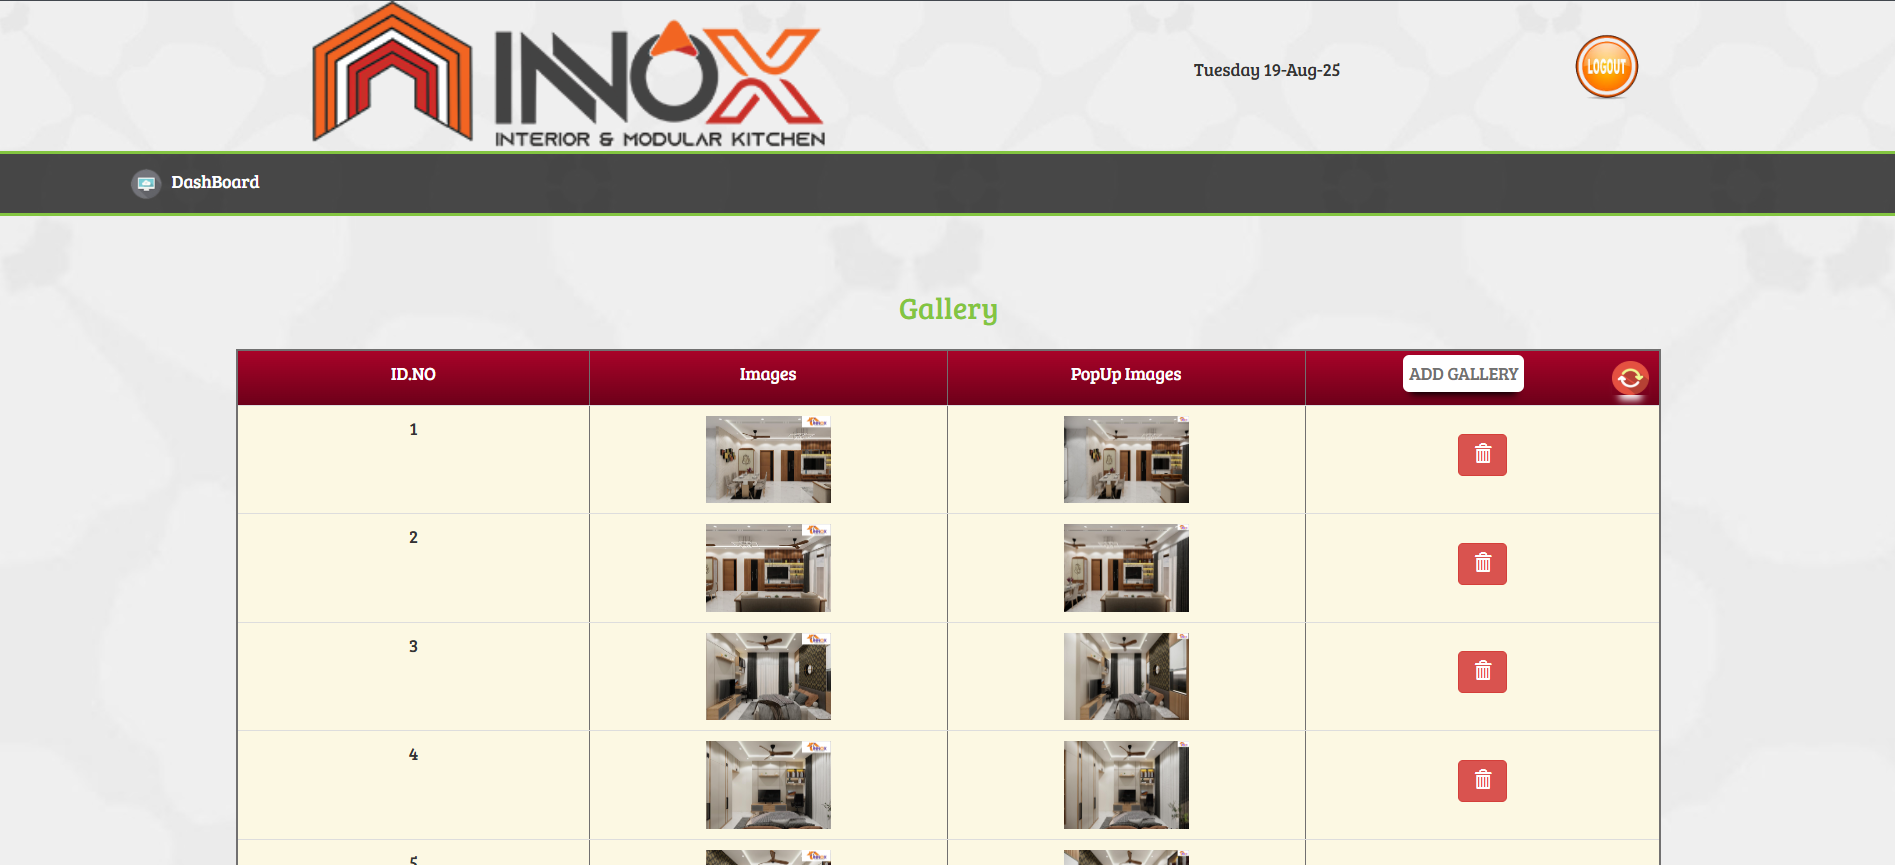 INNOX
INTERIOR & MODULAR KITCHEN
Tuesday 19-Aug-25
LOGOUT
DashBoard
Gallery
ID.NO Images PopUp Images ADD GALLERY
1
2
3
4
5